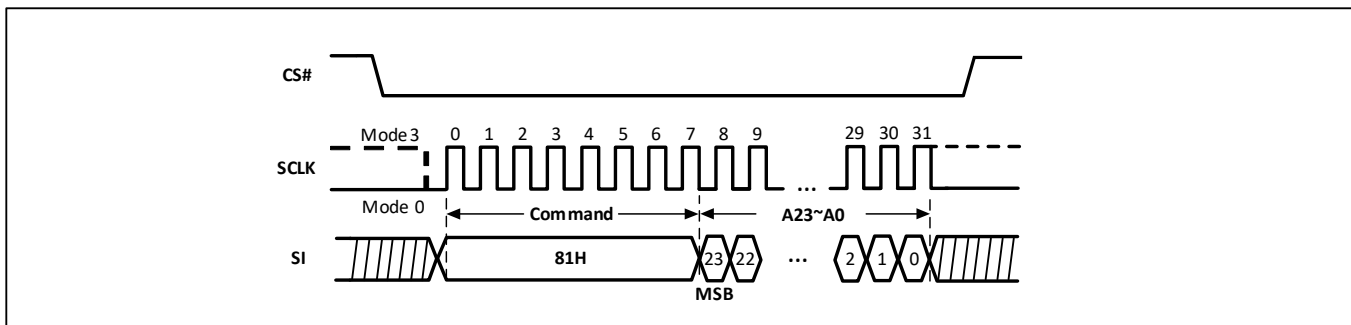 CS#
Mode 3 0 1 2 3 4 5 6 7 8 9 29 30 31
SCLK ...
Mode 0 Command A23~A0
SI 81H 23 22 ... 2 1 0
MSB